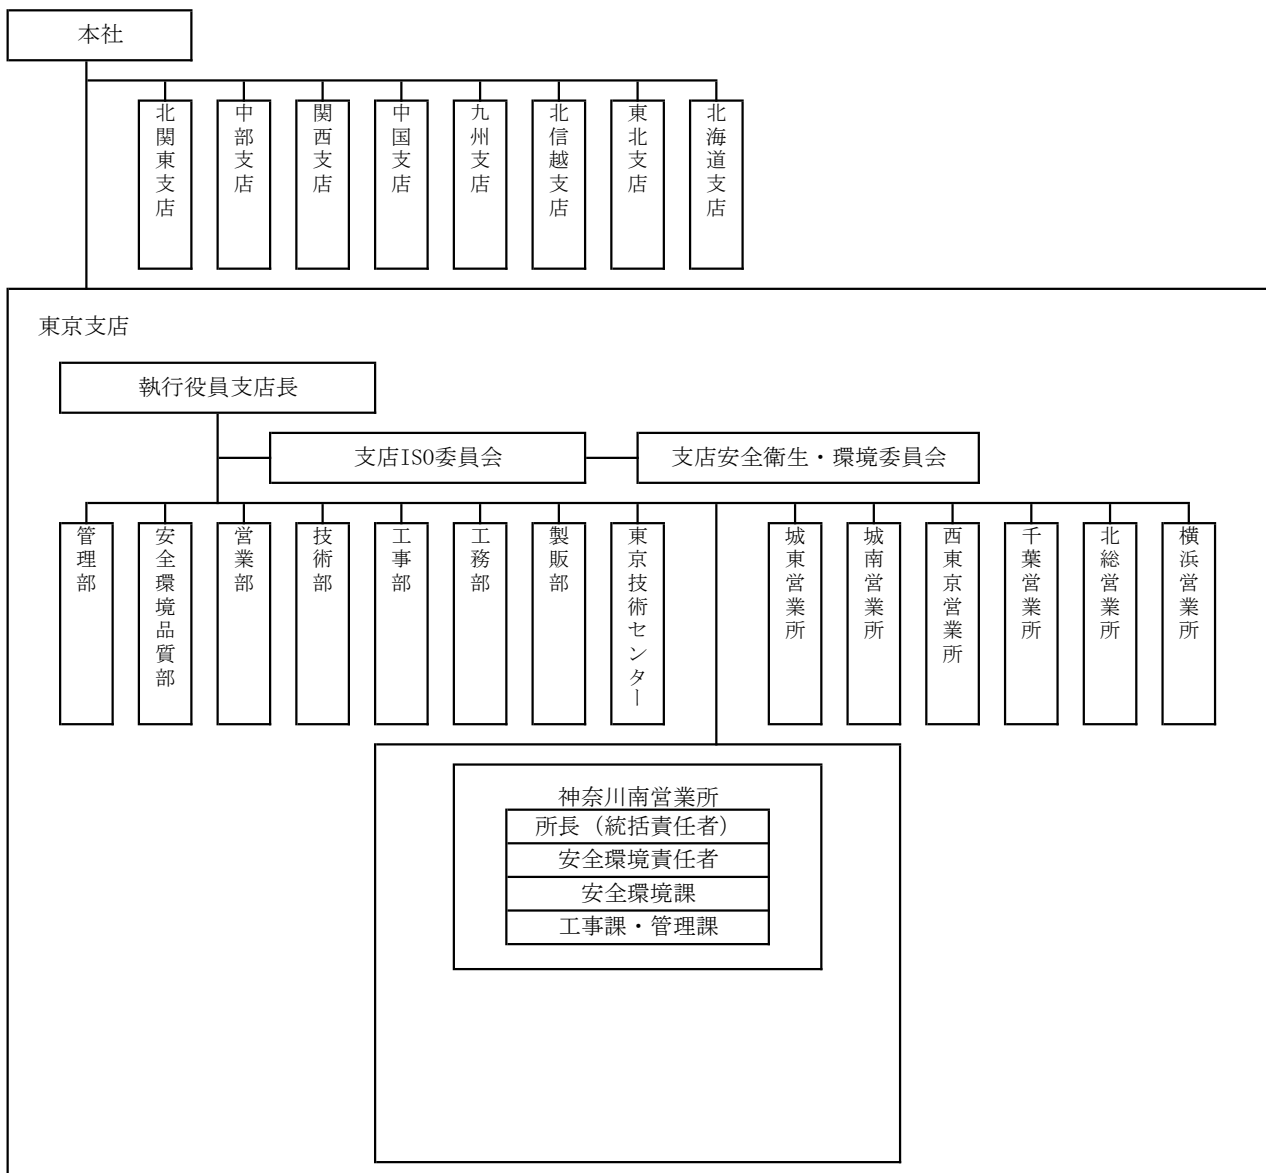 本社
北関東支店
中部支店
関西支店
中国支店
九州支店
北信越支店
東北支店
北海道支店
東京支店
執行役員支店長
支店ISO委員会
支店安全衛生・環境委員会
管理部
安全環境品質部
営業部
技術部
工事部
工務部
製販部
東京技術センター
城東営業所
城南営業所
西東京営業所
千葉営業所
北総営業所
横浜営業所
神奈川南営業所
所長（統括責任者）
安全環境責任者
安全環境課
工事課・管理課